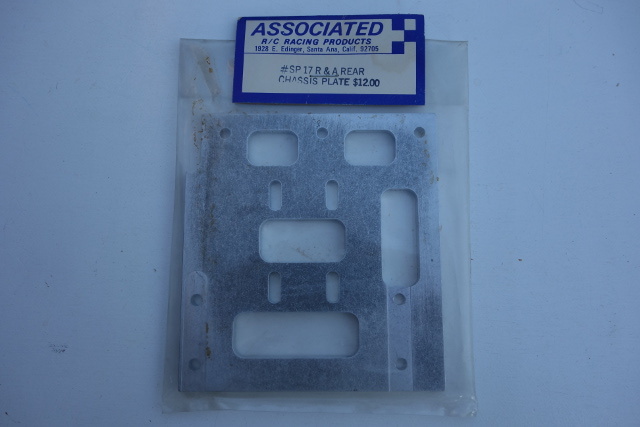 ASSOCIATED
R/C RACING PRODUCTS
1928 E. Edinger, Santa Ana, Calif. 92705
#SP 17 R & A REAR
CHASSIS PLATE $12.00